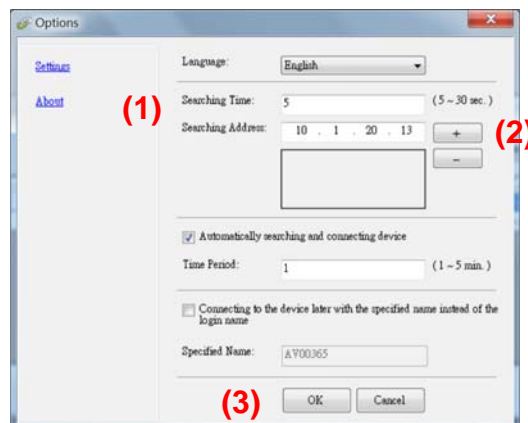 Options
Settings
About
Language:
English
(1)
Searching Time:
5
(5 ~ 30 sec.)
Searching Address:
10 . 1 . 20 . 13
+
(2)
-
Automatically searching and connecting device
Time Period:
1
(1 ~ 5 min.)
Connecting to the device later with the specified name instead of the
login name
Specified Name:
AV00365
(3)
OK
Cancel